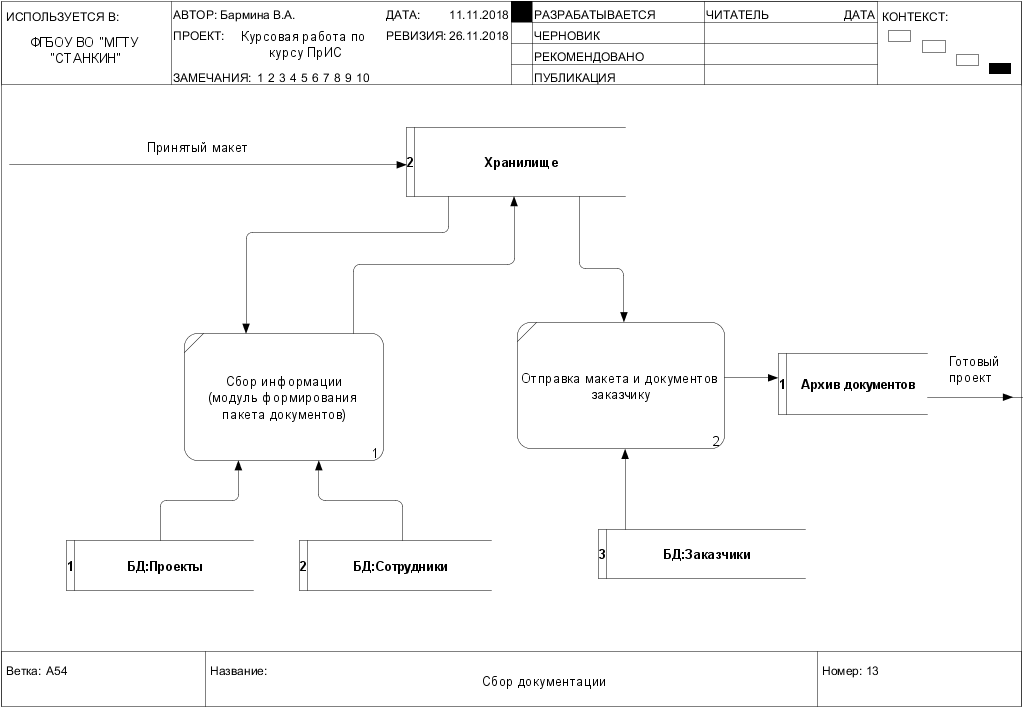 ИСПОЛЬЗУЕТСЯ В:
ФГБОУ ВО "МГТУ
"СТАНКИН"
АВТОР: Бармина В.А.
ДАТА: 11.11.2018
ПРОЕКТ: Курсовая работа по
курсу ПрИС
РЕВИЗИЯ: 26.11.2018
ЗАМЕЧАНИЯ: 1 2 3 4 5 6 7 8 9 10
РАЗРАБАТЫВАЕТСЯ
ЧЕРНОВИК
РЕКОМЕНДОВАНО
ПУБЛИКАЦИЯ
ЧИТАТЕЛЬ ДАТА
КОНТЕКСТ:
Принятый макет
2 Хранилище
Сбор информации
(модуль формирования
пакета документов)
1
Отправка макета и документов
заказчику
2
1 Архив документов
Готовый
проект
1 БД:Проекты
2 БД:Сотрудники
3 БД:Заказчики
Ветка: A54
Название:
Сбор документации
Номер: 13